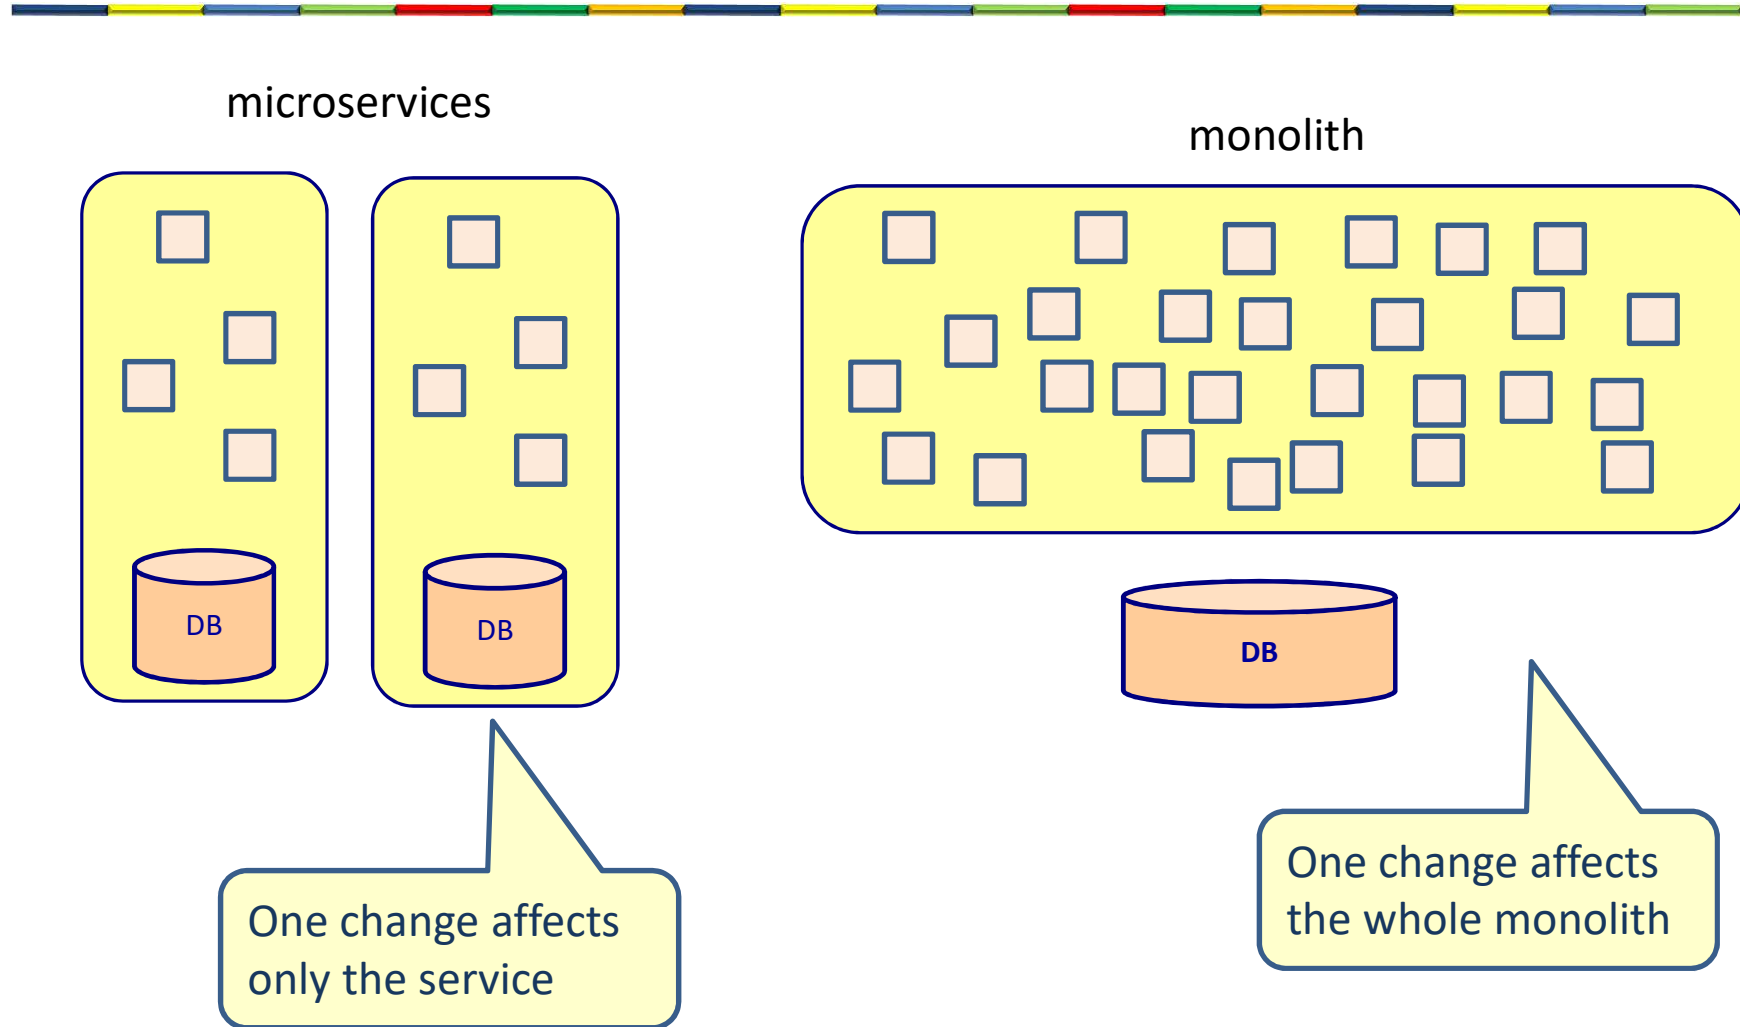 microservices
monolith
DB
DB
DB
One change affects
only the service
One change affects
the whole monolith